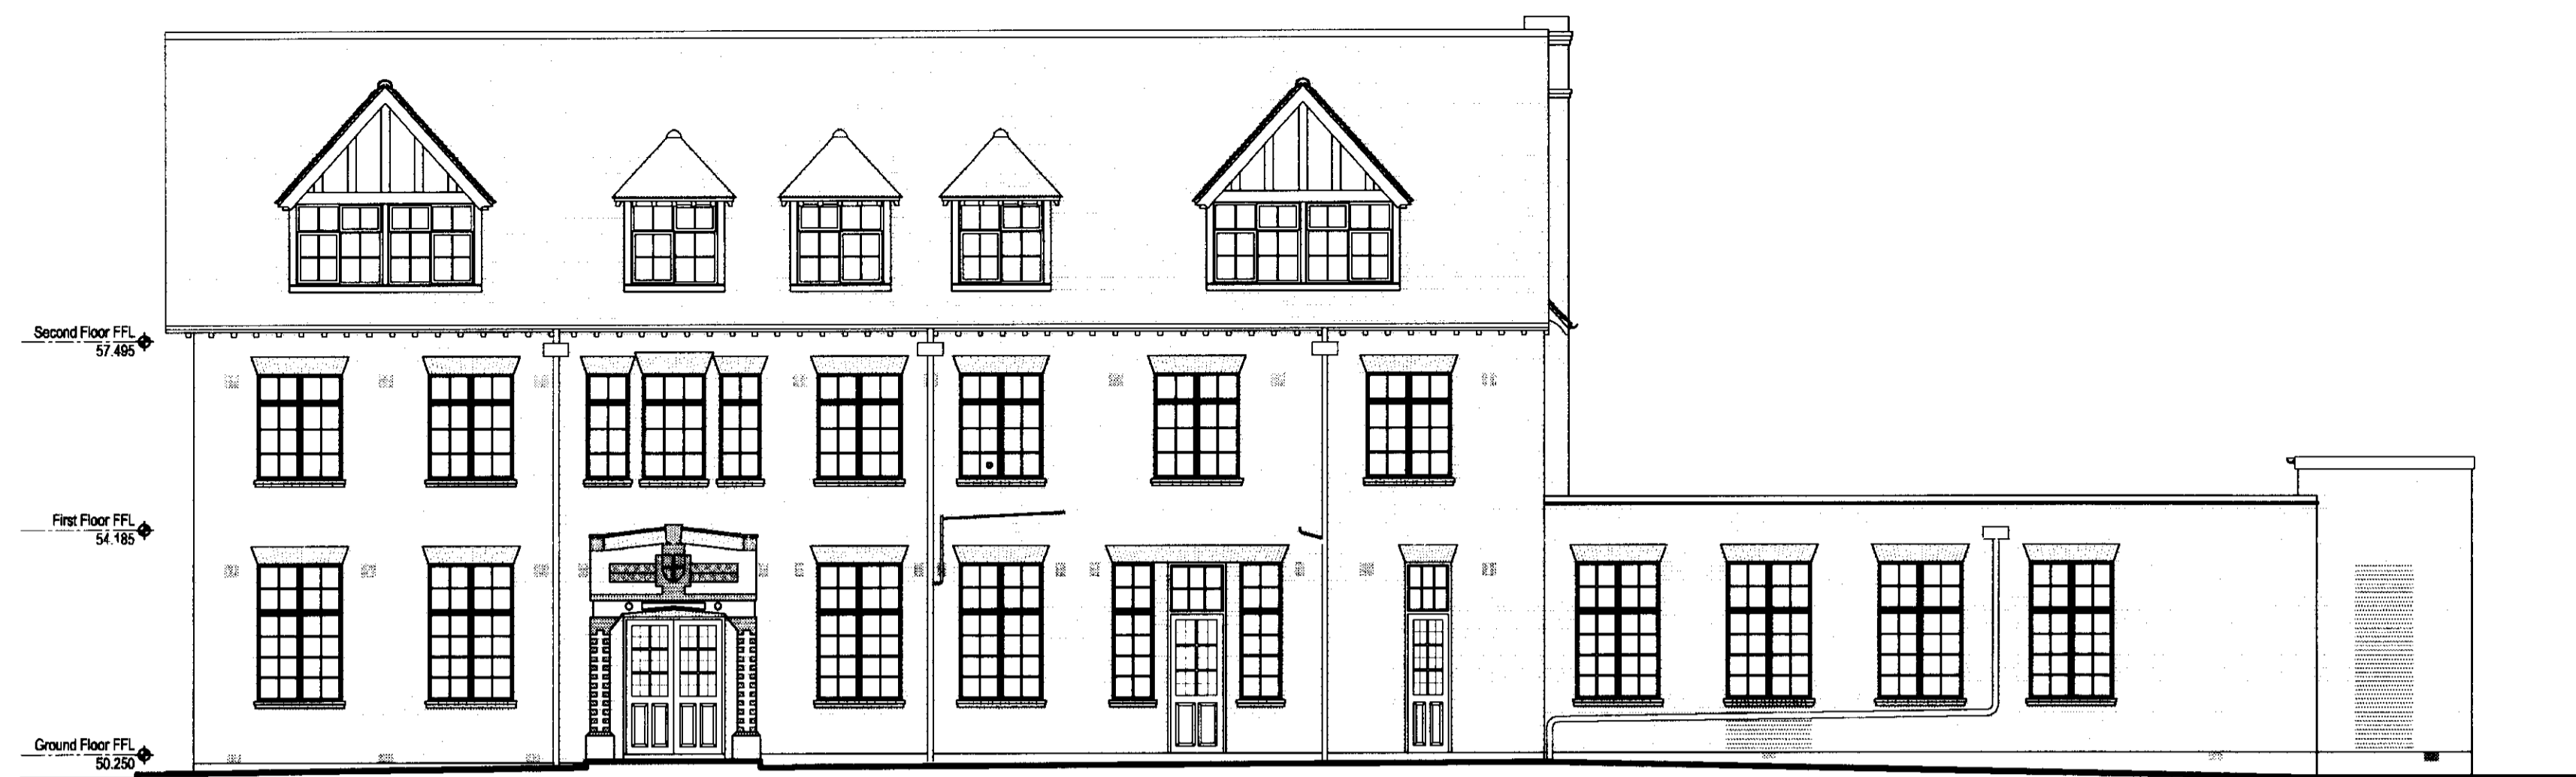 Second Floor FFL
57.495
First Floor FFL
54.185
Ground Floor FFL
50.250